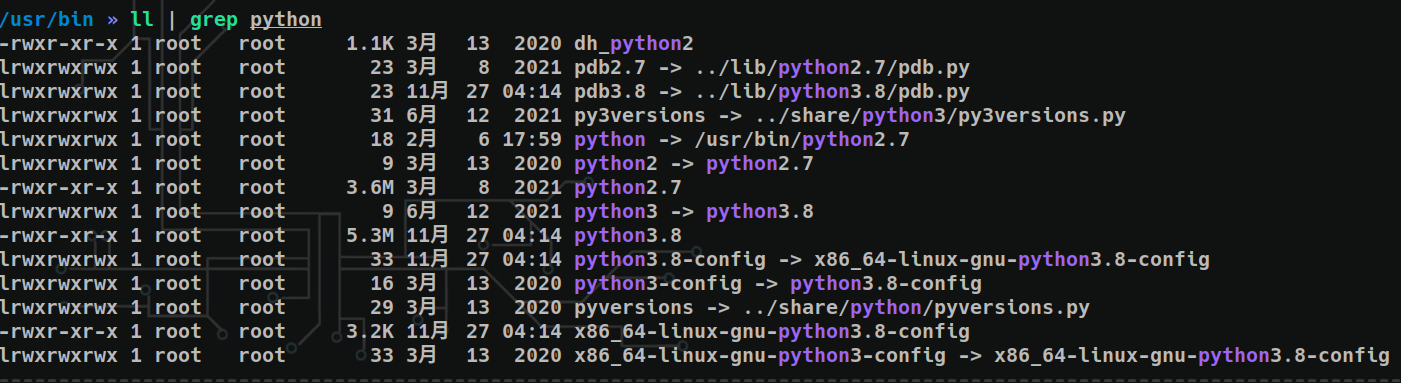 /usr/bin » ll | grep python
-rwxr-xr-x 1 root   root     1.1K 3月  13  2020 dh_python2
lrwxrwxrwx 1 root   root       23 3月   8  2021 pdb2.7 -> ../lib/python2.7/pdb.py
lrwxrwxrwx 1 root   root       23 11月 27 04:14 pdb3.8 -> ../lib/python3.8/pdb.py
lrwxrwxrwx 1 root   root       31 6月  12  2021 py3versions -> ../share/python3/py3versions.py
lrwxrwxrwx 1 root   root       18 2月   6 17:59 python -> /usr/bin/python2.7
lrwxrwxrwx 1 root   root        9 3月  13  2020 python2 -> python2.7
-rwxr-xr-x 1 root   root     3.6M 3月   8  2021 python2.7
lrwxrwxrwx 1 root   root        9 6月  12  2021 python3 -> python3.8
-rwxr-xr-x 1 root   root     5.3M 11月 27 04:14 python3.8
lrwxrwxrwx 1 root   root       33 11月 27 04:14 python3.8-config -> x86_64-linux-gnu-python3.8-config
lrwxrwxrwx 1 root   root       16 3月  13  2020 python3-config -> python3.8-config
lrwxrwxrwx 1 root   root       29 3月  13  2020 pyversions -> ../share/python/pyversions.py
-rwxr-xr-x 1 root   root     3.2K 11月 27 04:14 x86_64-linux-gnu-python3.8-config
lrwxrwxrwx 1 root   root       33 3月  13  2020 x86_64-linux-gnu-python3-config -> x86_64-linux-gnu-python3.8-config